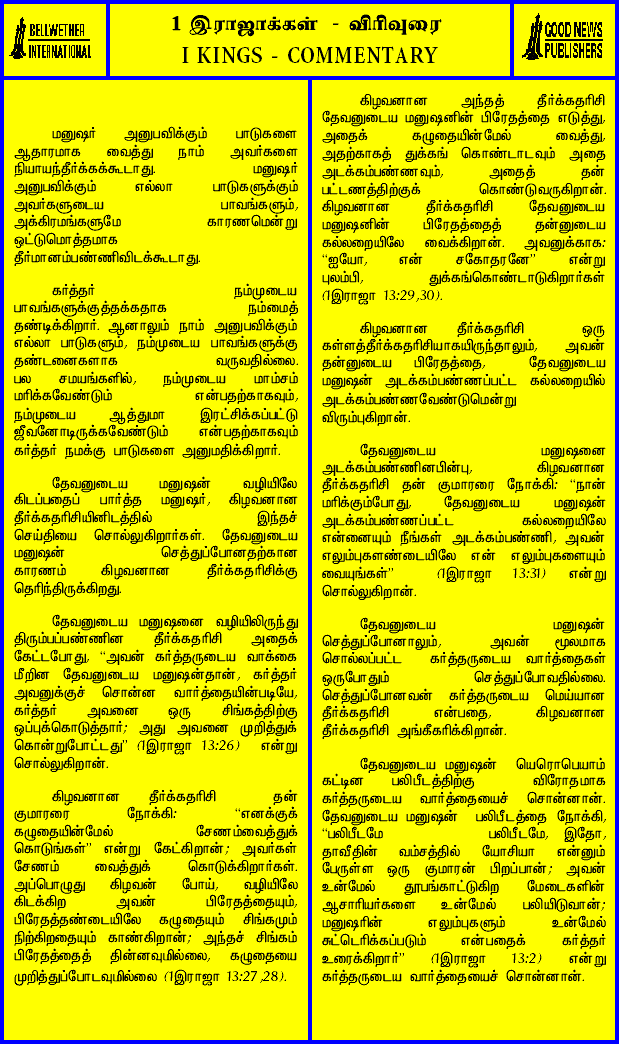 BELLWETHER
INTERNATIONAL
1 இராஜாக்கள் - விரிவுரை
I KINGS - COMMENTARY
GOOD NEWS
PUBLISHERS
மனுஷர் அனுபவிக்கும் பாடுகளை
ஆதாரமாக வைத்து நாம் அவர்களை
நியாயந்தீர்க்கக்கூடாது. மனுஷர்
அனுபவிக்கும் எல்லா பாடுகளுக்கும்
அவர்களுடைய பாவங்களும்,
அக்கிரமங்களுமே காரணமென்று
ஒட்டுமொத்தமாக
தீர்மானம்பண்ணிவிடக்கூடாது.
கர்த்தர் நம்முடைய
பாவங்களுக்குத்தக்கதாக நம்மைத்
தண்டிக்கிறார். ஆனாலும் நாம் அனுபவிக்கும்
எல்லா பாடுகளும், நம்முடைய பாவங்களுக்கு
தண்டனைகளாக வருவதில்லை.
பல சமயங்களில், நம்முடைய மாம்சம்
மரிக்கவேண்டும் என்பதற்காகவும்,
நம்முடைய ஆத்துமா இரட்சிக்கப்பட்டு
ஜீவனோடிருக்கவேண்டும் என்பதற்காகவும்
கர்த்தர் நமக்கு பாடுகளை அனுமதிக்கிறார்.
தேவனுடைய மனுஷன் வழியிலே
கிடப்பதைப் பார்த்த மனுஷர், கிழவனான
தீர்க்கதரிசியினிடத்தில் இந்தச்
செய்தியை சொல்லுகிறார்கள். தேவனுடைய
மனுஷன் செத்துப்போனதற்கான
காரணம் கிழவனான தீர்க்கதரிசிக்கு
தெரிந்திருக்கிறது.
தேவனுடைய மனுஷனை வழியிலிருந்து
திரும்பப்பண்ணின தீர்க்கதரிசி அதைக்
கேட்டபோது, “அவன் கர்த்தருடைய வாக்கை
மீறின தேவனுடைய மனுஷன்தான், கர்த்தர்
அவனுக்குச் சொன்ன வார்த்தையின்படியே,
கர்த்தர் அவனை ஒரு சிங்கத்திற்கு
ஒப்புக்கொடுத்தார்; அது அவனை முறித்துக்
கொன்றுபோட்டது” (1இராஜா 13:26) என்று
சொல்லுகிறான்.
கிழவனான தீர்க்கதரிசி தன்
குமாரரை நோக்கி: “எனக்குக்
கழுதையின்மேல் சேணம்வைத்துக்
கொடுங்கள்” என்று கேட்கிறான்; அவர்கள்
சேணம் வைத்துக் கொடுக்கிறார்கள்.
அப்பொழுது கிழவன் போய், வழியிலே
கிடக்கிற அவன் பிரேதத்தையும்,
பிரேதத்தண்டையிலே கழுதையும் சிங்கமும்
நிற்கிறதையும் காண்கிறான்; அந்தச் சிங்கம்
பிரேதத்தைத் தின்னவுமில்லை, கழுதையை
முறித்துப்போடவுமில்லை (1இராஜா 13:27,28).
கிழவனான அந்தத் தீர்க்கதரிசி
தேவனுடைய மனுஷனின் பிரேதத்தை எடுத்து,
அதைக் கழுதையின்மேல் வைத்து,
அதற்காகத் துக்கங் கொண்டாடவும் அதை
அடக்கம்பண்ணவும், அதைத் தன்
பட்டணத்திற்குக் கொண்டுவருகிறான்.
கிழவனான தீர்க்கதரிசி தேவனுடைய
மனுஷனின் பிரேதத்தைத் தன்னுடைய
கல்லறையிலே வைக்கிறான். அவனுக்காக:
“ஐயோ, என் சகோதரனே” என்று
புலம்பி, துக்கங்கொண்டாடுகிறார்கள்
(1இராஜா 13:29,30).
கிழவனான தீர்க்கதரிசி ஒரு
கள்ளத்தீர்க்கதரிசியாகயிருந்தாலும், அவன்
தன்னுடைய பிரேதத்தை, தேவனுடைய
மனுஷன் அடக்கம்பண்ணப்பட்ட கல்லறையில்
அடக்கம்பண்ணவேண்டுமென்று
விரும்புகிறான்.
தேவனுடைய மனுஷனை
அடக்கம்பண்ணினபின்பு, கிழவனான
தீர்க்கதரிசி தன் குமாரரை நோக்கி: “நான்
மரிக்கும்போது, தேவனுடைய மனுஷன்
அடக்கம்பண்ணப்பட்ட கல்லறையிலே
என்னையும் நீங்கள் அடக்கம்பண்ணி, அவன்
எலும்புகளண்டையிலே என் எலும்புகளையும்
வையுங்கள்” (1இராஜா 13:31) என்று
சொல்லுகிறான்.
தேவனுடைய மனுஷன்
செத்துப்போனாலும், அவன் மூலமாக
சொல்லப்பட்ட கர்த்தருடைய வார்த்தைகள்
ஒருபோதும் செத்துப்போவதில்லை.
செத்துப்போனவன் கர்த்தருடைய மெய்யான
தீர்க்கதரிசி என்பதை, கிழவனான
தீர்க்கதரிசி அங்கீகரிக்கிறான்.
தேவனுடைய மனுஷன் யெரொபெயாம்
கட்டின பலிபீடத்திற்கு விரோதமாக
கர்த்தருடைய வார்த்தையைச் சொன்னான்.
தேவனுடைய மனுஷன் பலிபீடத்தை நோக்கி,
“பலிபீடமே பலிபீடமே, இதோ,
தாவீதின் வம்சத்தில் யோசியா என்னும்
பேருள்ள ஒரு குமாரன் பிறப்பான்; அவன்
உன்மேல் தூபங்காட்டுகிற மேடைகளின்
ஆசாரியர்களை உன்மேல் பலியிடுவான்;
மனுஷரின் எலும்புகளும் உன்மேல்
சுட்டெரிக்கப்படும் என்பதைக் கர்த்தர்
உரைக்கிறார்” (1இராஜா 13:2) என்று
கர்த்தருடைய வார்த்தையைச் சொன்னான்.